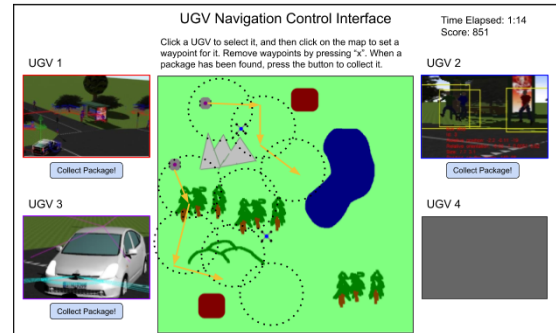 UGV Navigation Control Interface
Time Elapsed: 1:14
Score: 851
Click a UGV to select it, and then click on the map to set a
waypoint for it. Remove waypoints by pressing “x”. When a
package has been found, press the button to collect it.
UGV 1
UGV 2
Collect Package!
Collect Package!
UGV 3
UGV 4
Collect Package!